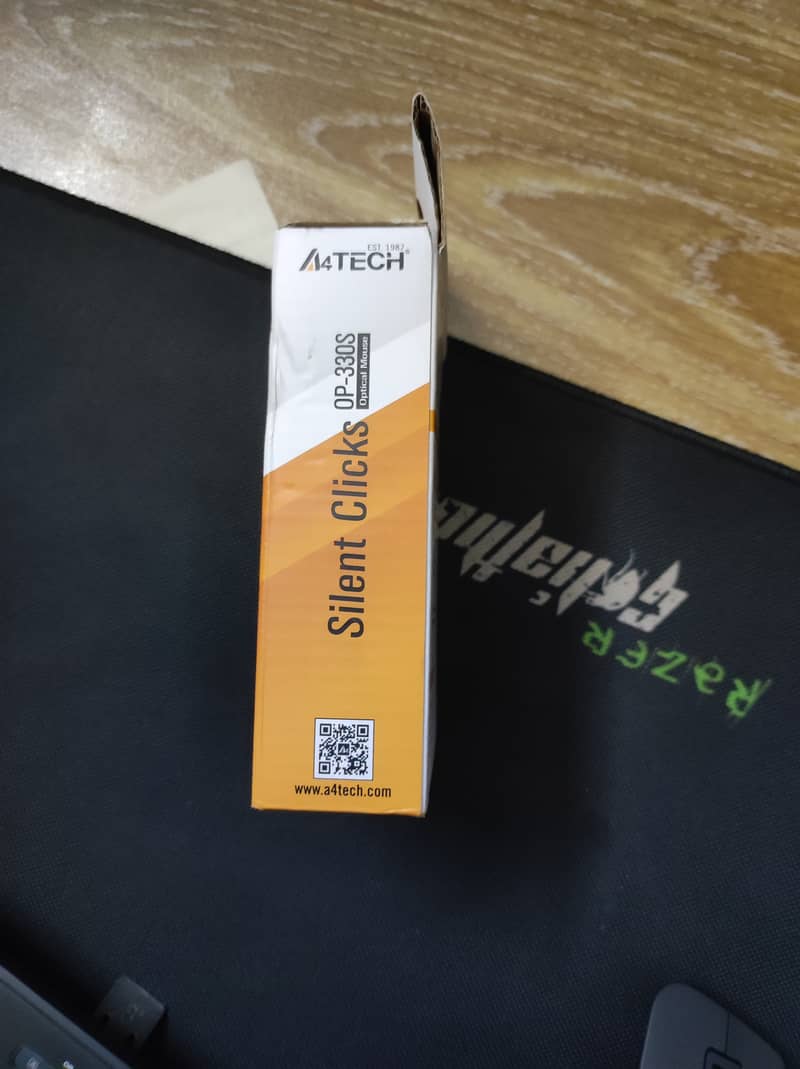 EST. 1987
A4TECH®
Silent Clicks OP-330S
Optical Mouse
www.a4tech.com
RAZER
Goliathus